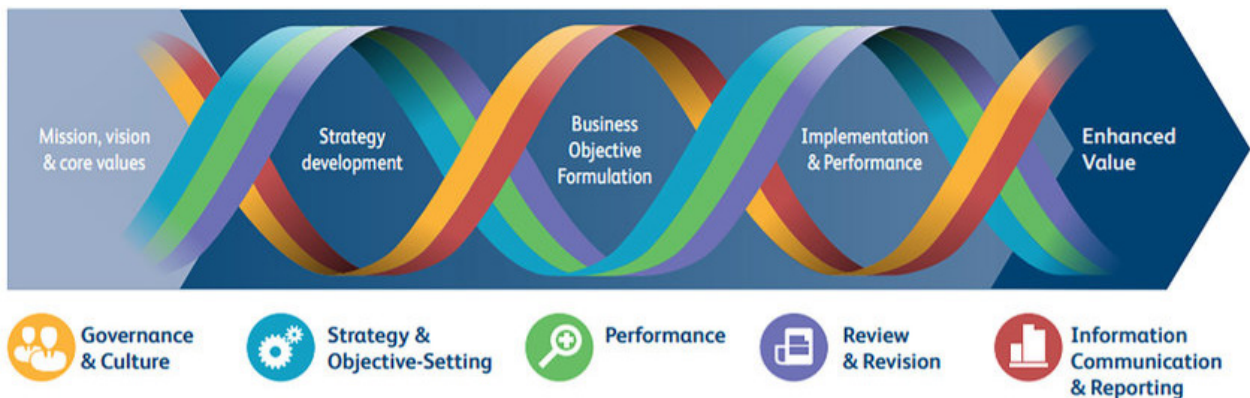 Mission, vision
& core values
Strategy
development
Business
Objective
Formulation
Implementation
& Performance
Enhanced
Value
Governance
& Culture
Strategy &
Objective-Setting
Performance
Review
& Revision
Information
Communication
& Reporting